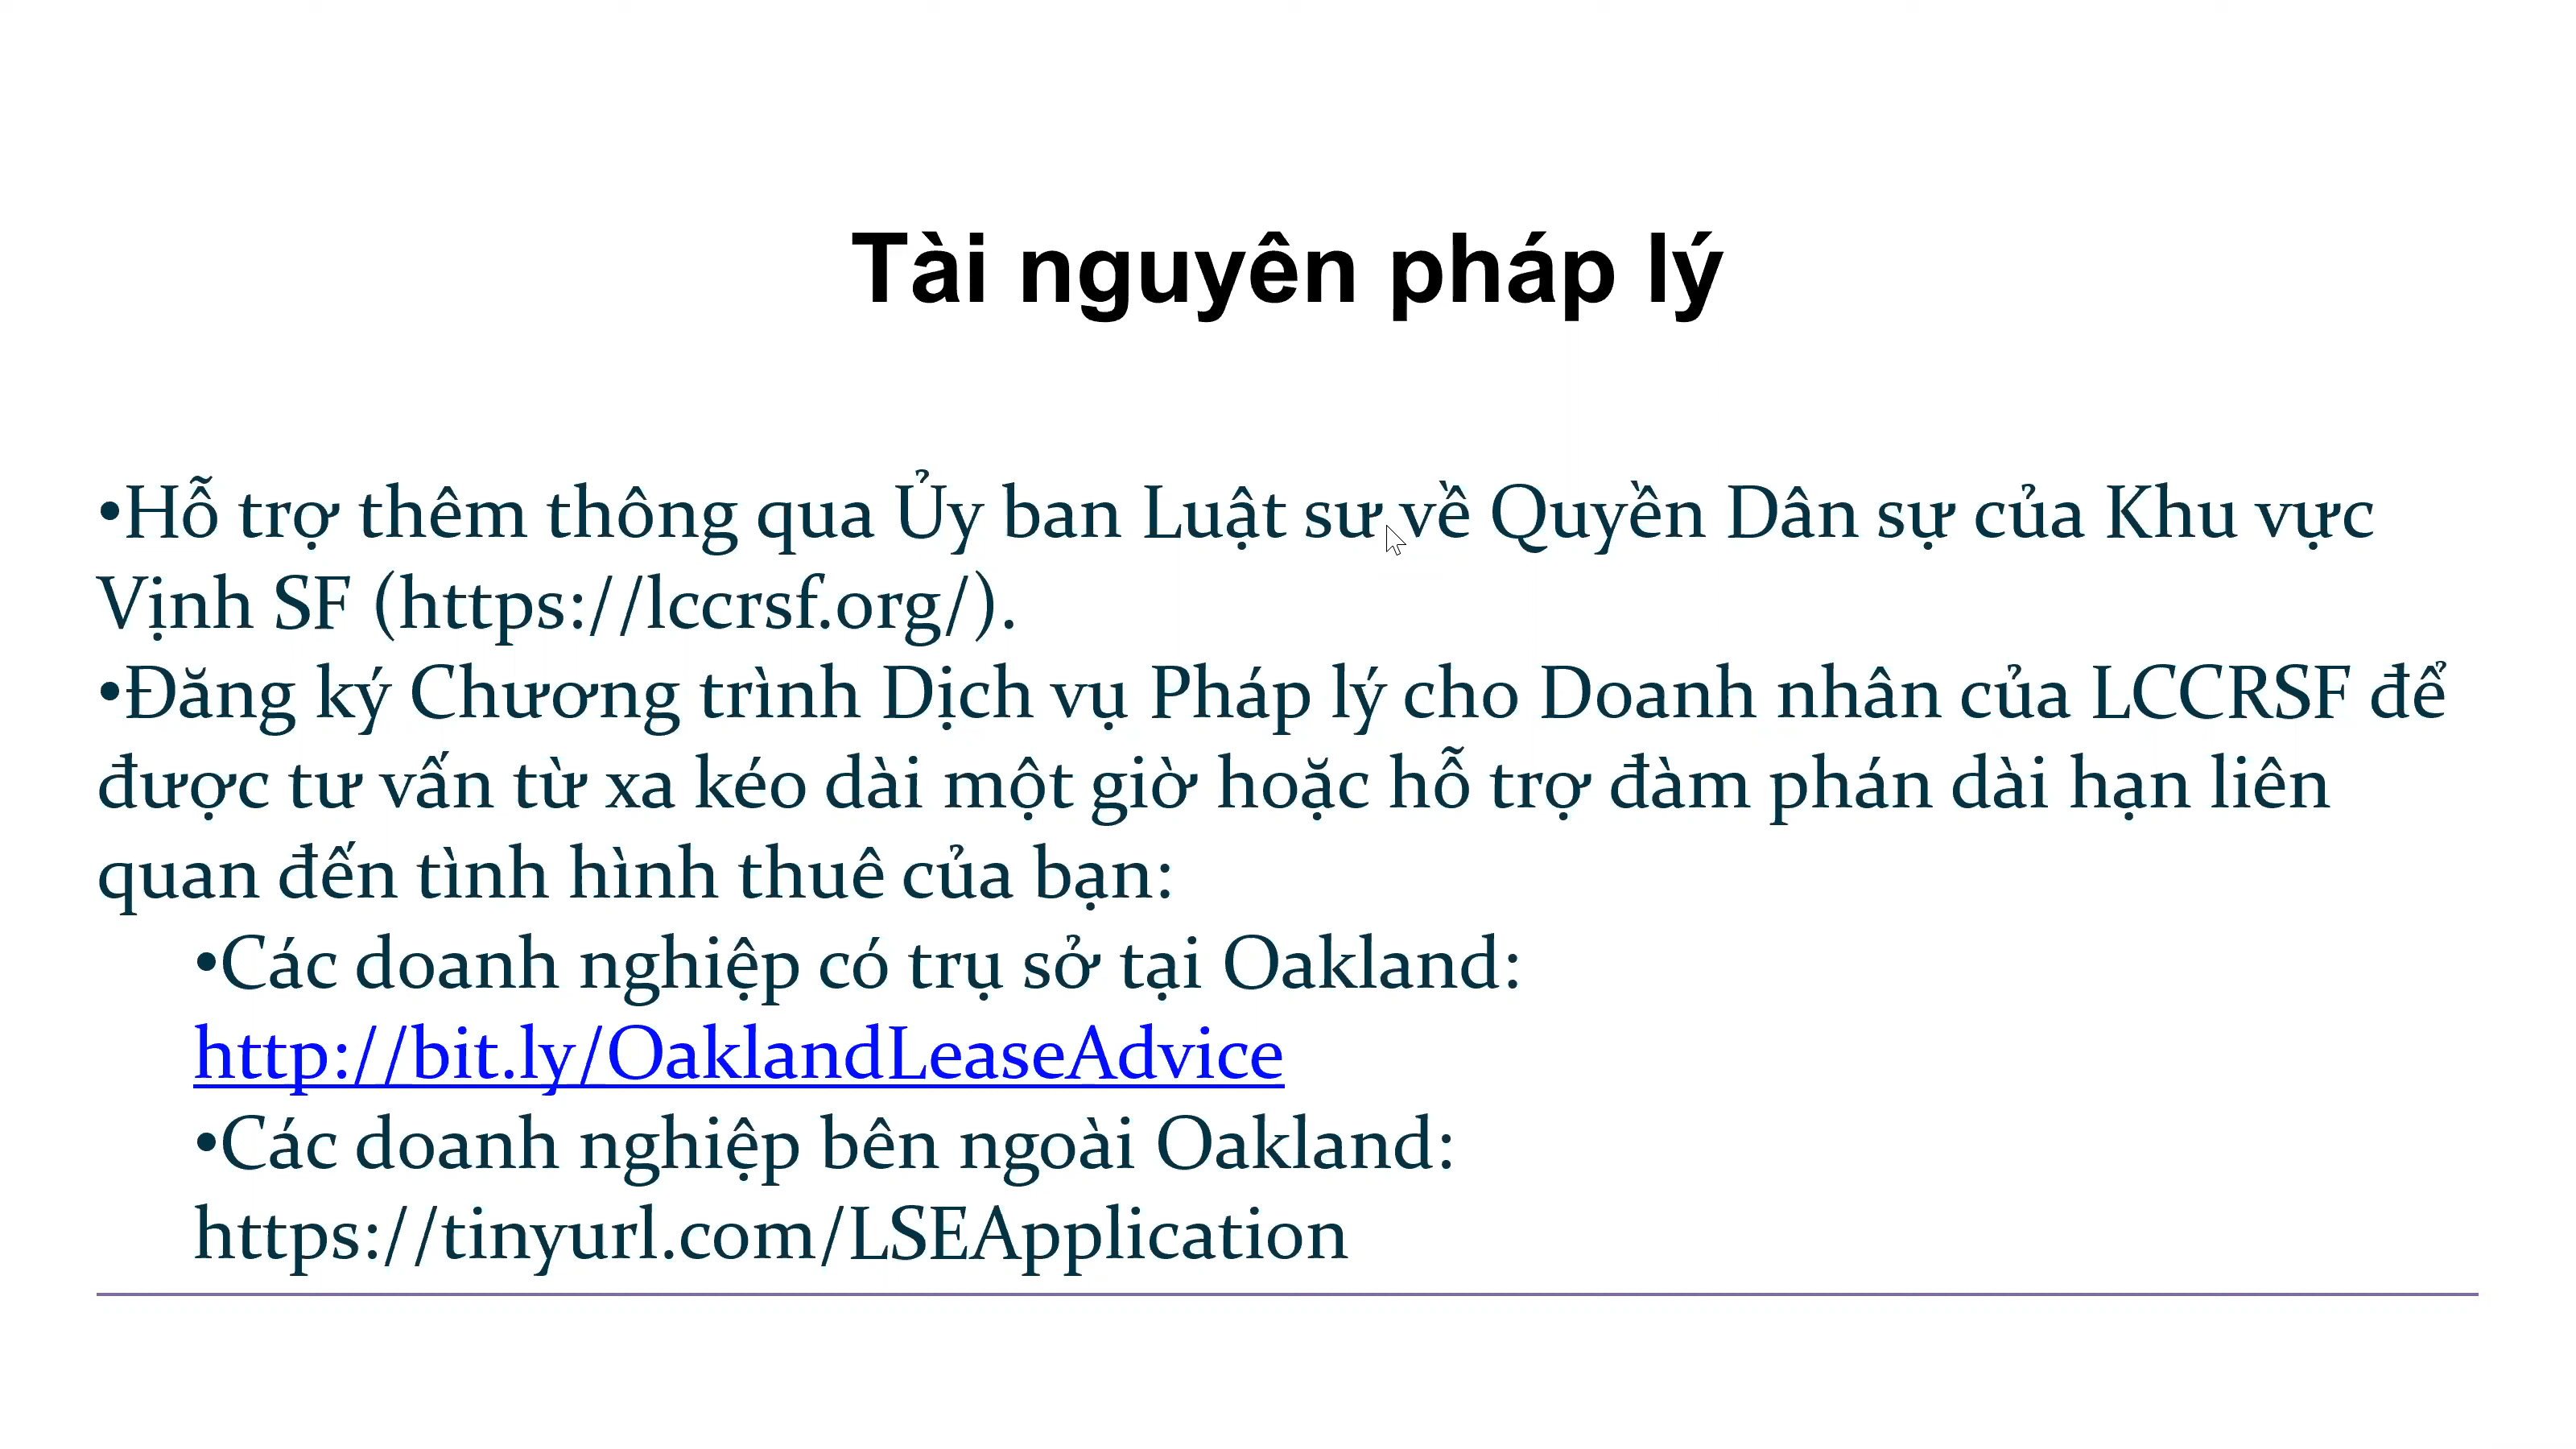 Tài nguyên pháp lý
•Hỗ trợ thêm thông qua Ủy ban Luật sư về Quyền Dân sự của Khu vực
Vịnh SF (https://lccrsf.org/).
•Đăng ký Chương trình Dịch vụ Pháp lý cho Doanh nhân của LCCRSF để
được tư vấn từ xa kéo dài một giờ hoặc hỗ trợ đàm phán dài hạn liên
quan đến tình hình thuê của bạn:
•Các doanh nghiệp có trụ sở tại Oakland:
http://bit.ly/OaklandLeaseAdvice
•Các doanh nghiệp bên ngoài Oakland:
https://tinyurl.com/LSEApplication